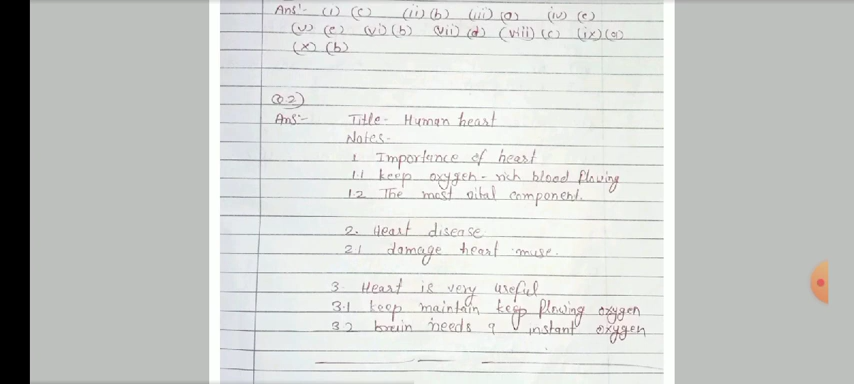 Ans:- (i) (c) (ii) (b) (iii) (a) (iv) (c)
(v) (c) (vi) (b) (vii) (d) (viii) (c) (ix) (a)
(x) (b)
Q.2)
Ans:- Title- Human heart
Notes-
1. Importance of heart
1.1 keep oxygen-rich blood flowing
1.2 The most vital component.
2. Heart disease
2.1 damage heart muse.
3. Heart is very useful
3.1 keep maintain keep flowing oxygen
3.2 brain needs a instant oxygen